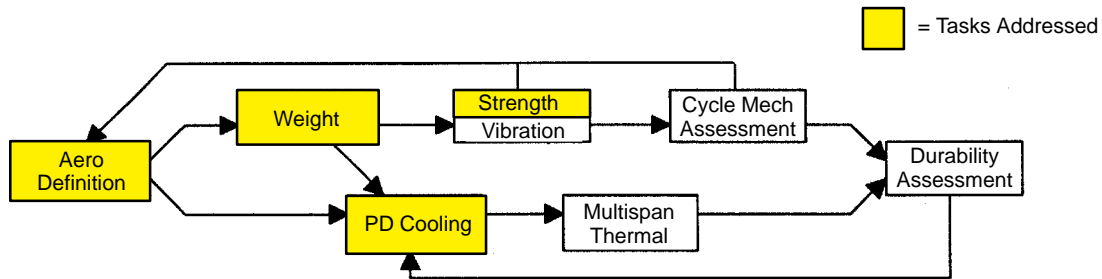 = Tasks Addressed
Strength
Vibration
Cycle Mech
Assessment
Weight
Aero
Definition
Durability
Assessment
PD Cooling
Multispan
Thermal